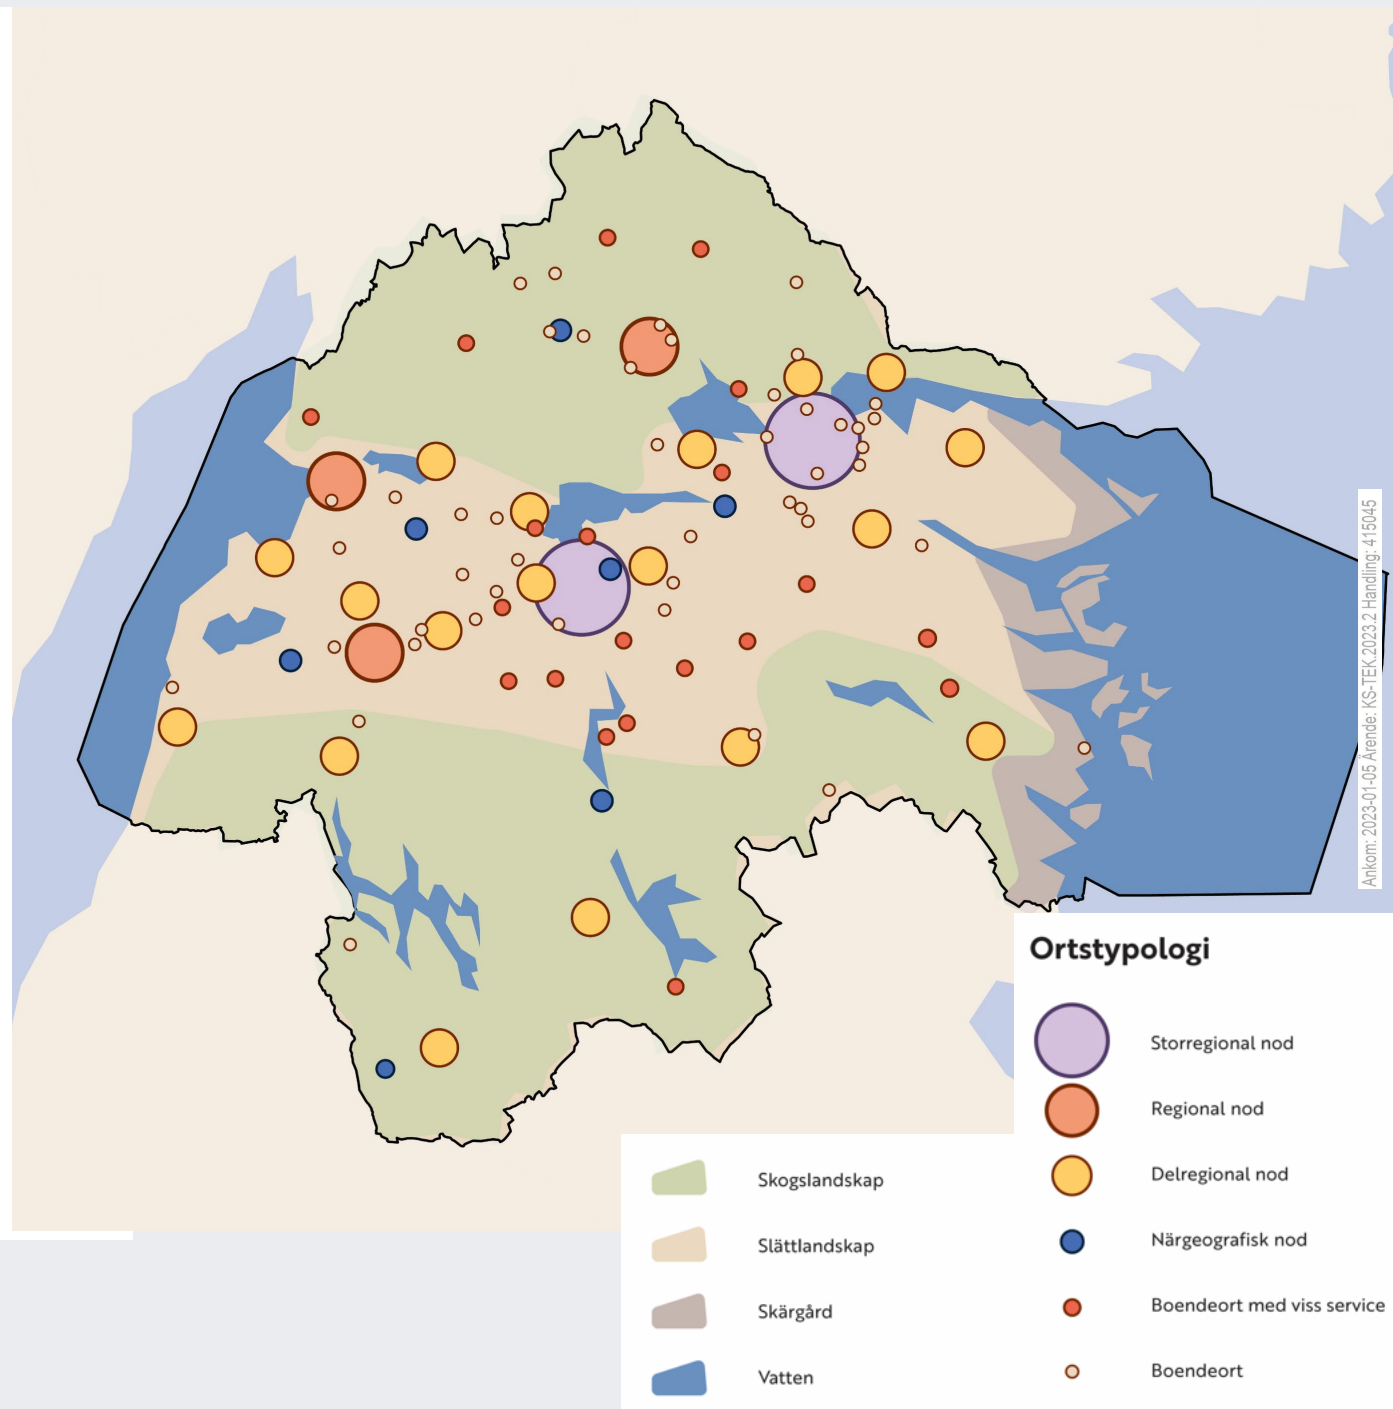 Ankom: 2023-01-05 Ärende: KS-TEK.2023.2 Handling: 415045
Ortstypologi
Storregional nod
Regional nod
Delregional nod
Närgeografisk nod
Boendeort med viss service
Boendeort
Skogslandskap
Slättlandskap
Skärgård
Vatten